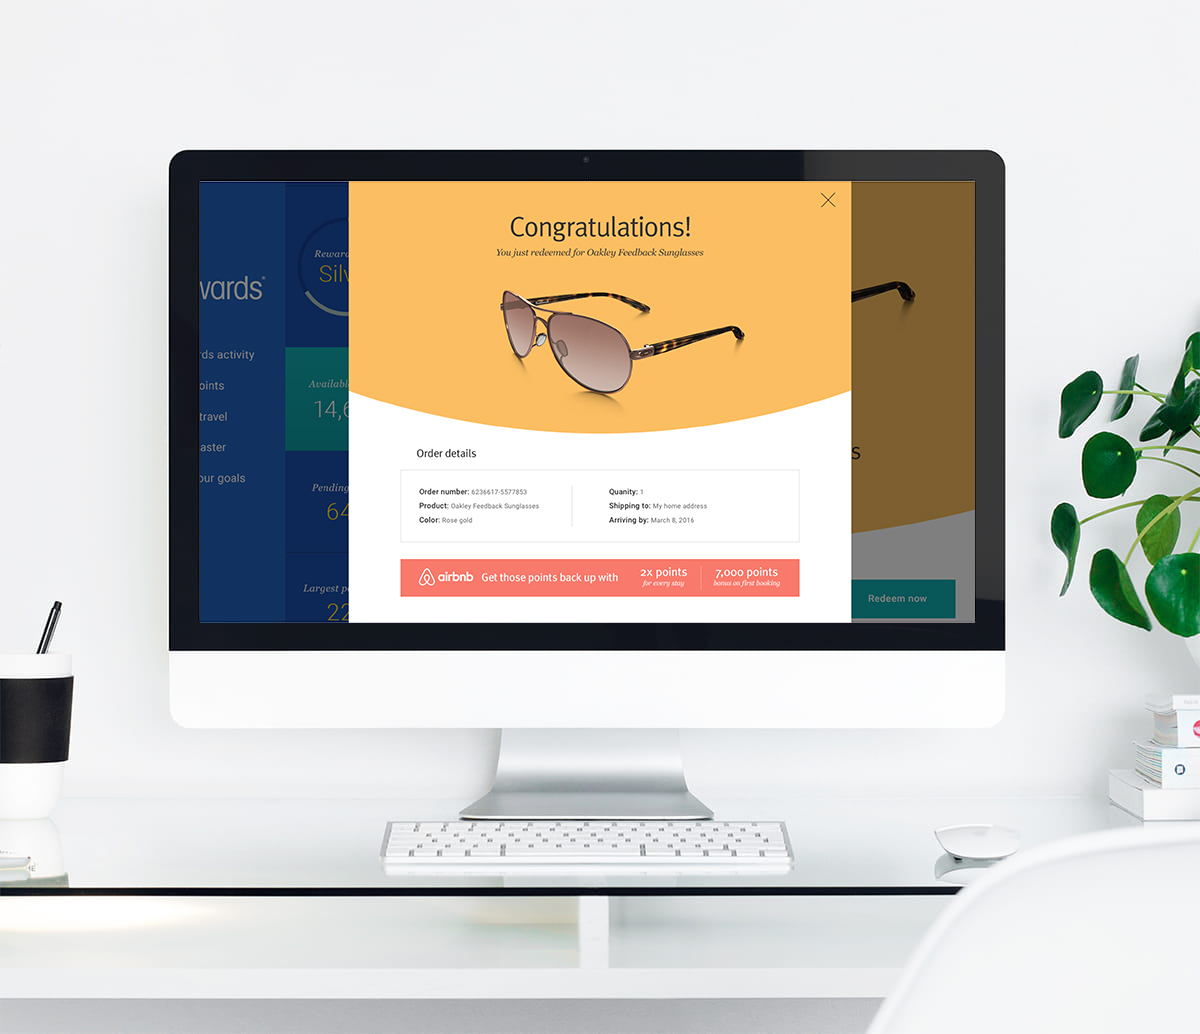 Congratulations!
You just redeemed for Oakley Feedback Sunglasses
wards®
rds activity
oints
travel
aster
our goals
Reward
Silv
Availabl
14,6
Pending
64
Largest p
22
S
Redeem now
Order details
Order number: 6236617-5577853
Product: Oakley Feedback Sunglasses
Color: Rose gold
Quanity: 1
Shipping to: My home address
Arriving by: March 8, 2016
airbnb Get those points back up with
2x points
for every stay
7,000 points
bonus on first booking